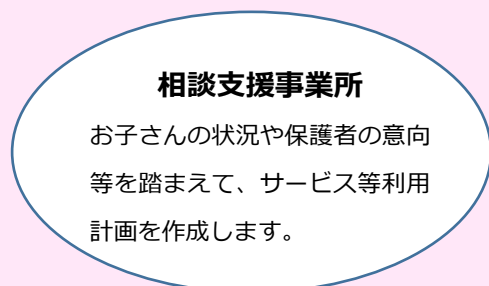 相談支援事業所
お子さんの状況や保護者の意向
等を踏まえて、サービス等利用
計画を作成します。